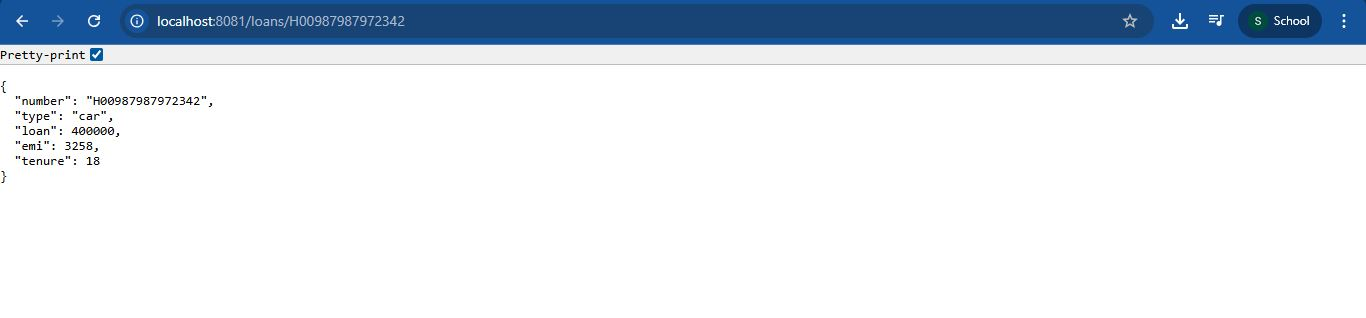 localhost:8081/loans/H00987987972342
S School
Pretty-print
{
  "number": "H00987987972342",
  "type": "car",
  "loan": 400000,
  "emi": 3258,
  "tenure": 18
}